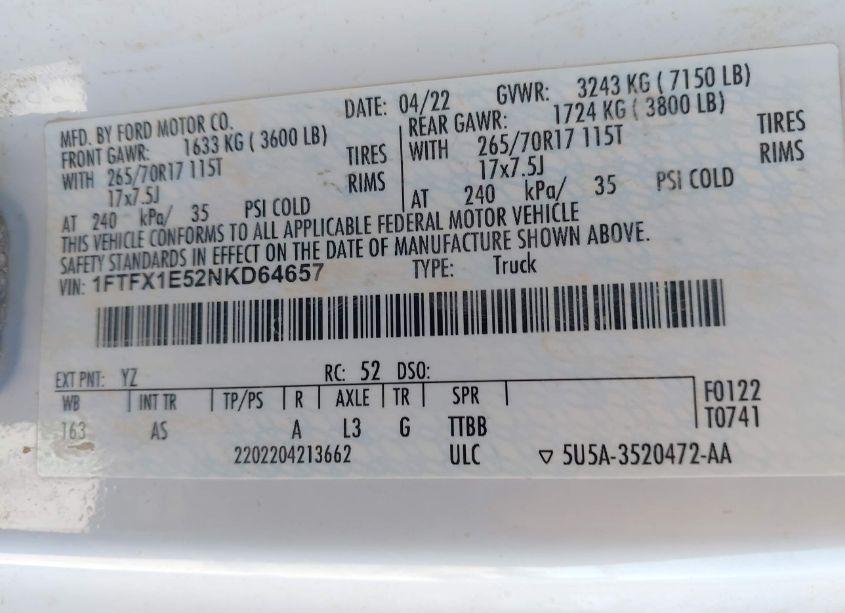 MFD. BY FORD MOTOR CO. DATE: 04/22 GVWR: 3243 KG ( 7150 LB)
FRONT GAWR: 1633 KG ( 3600 LB) REAR GAWR: 1724 KG ( 3800 LB)
WITH 265/70R17 115T TIRES WITH 265/70R17 115T TIRES
17x7.5J RIMS 17x7.5J RIMS
AT 240 kPa/ 35 PSI COLD AT 240 kPa/ 35 PSI COLD
THIS VEHICLE CONFORMS TO ALL APPLICABLE FEDERAL MOTOR VEHICLE
SAFETY STANDARDS IN EFFECT ON THE DATE OF MANUFACTURE SHOWN ABOVE.
VIN: 1FTFX1E52NKD64657 TYPE: Truck
EXT PNT: YZ RC: 52 DSO:
WB INT TR TP/PS R AXLE TR SPR F0122
163 AS A L3 G TTBB T0741
2202204213662 ULC ▽ 5U5A-3520472-AA